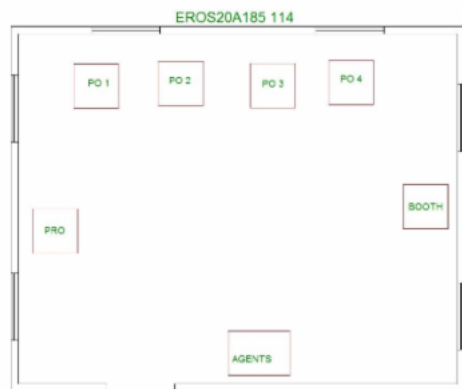 EROS20A185 114
PO 1
PO 2
PO 3
PO 4
BOOTH
PRO
AGENTS